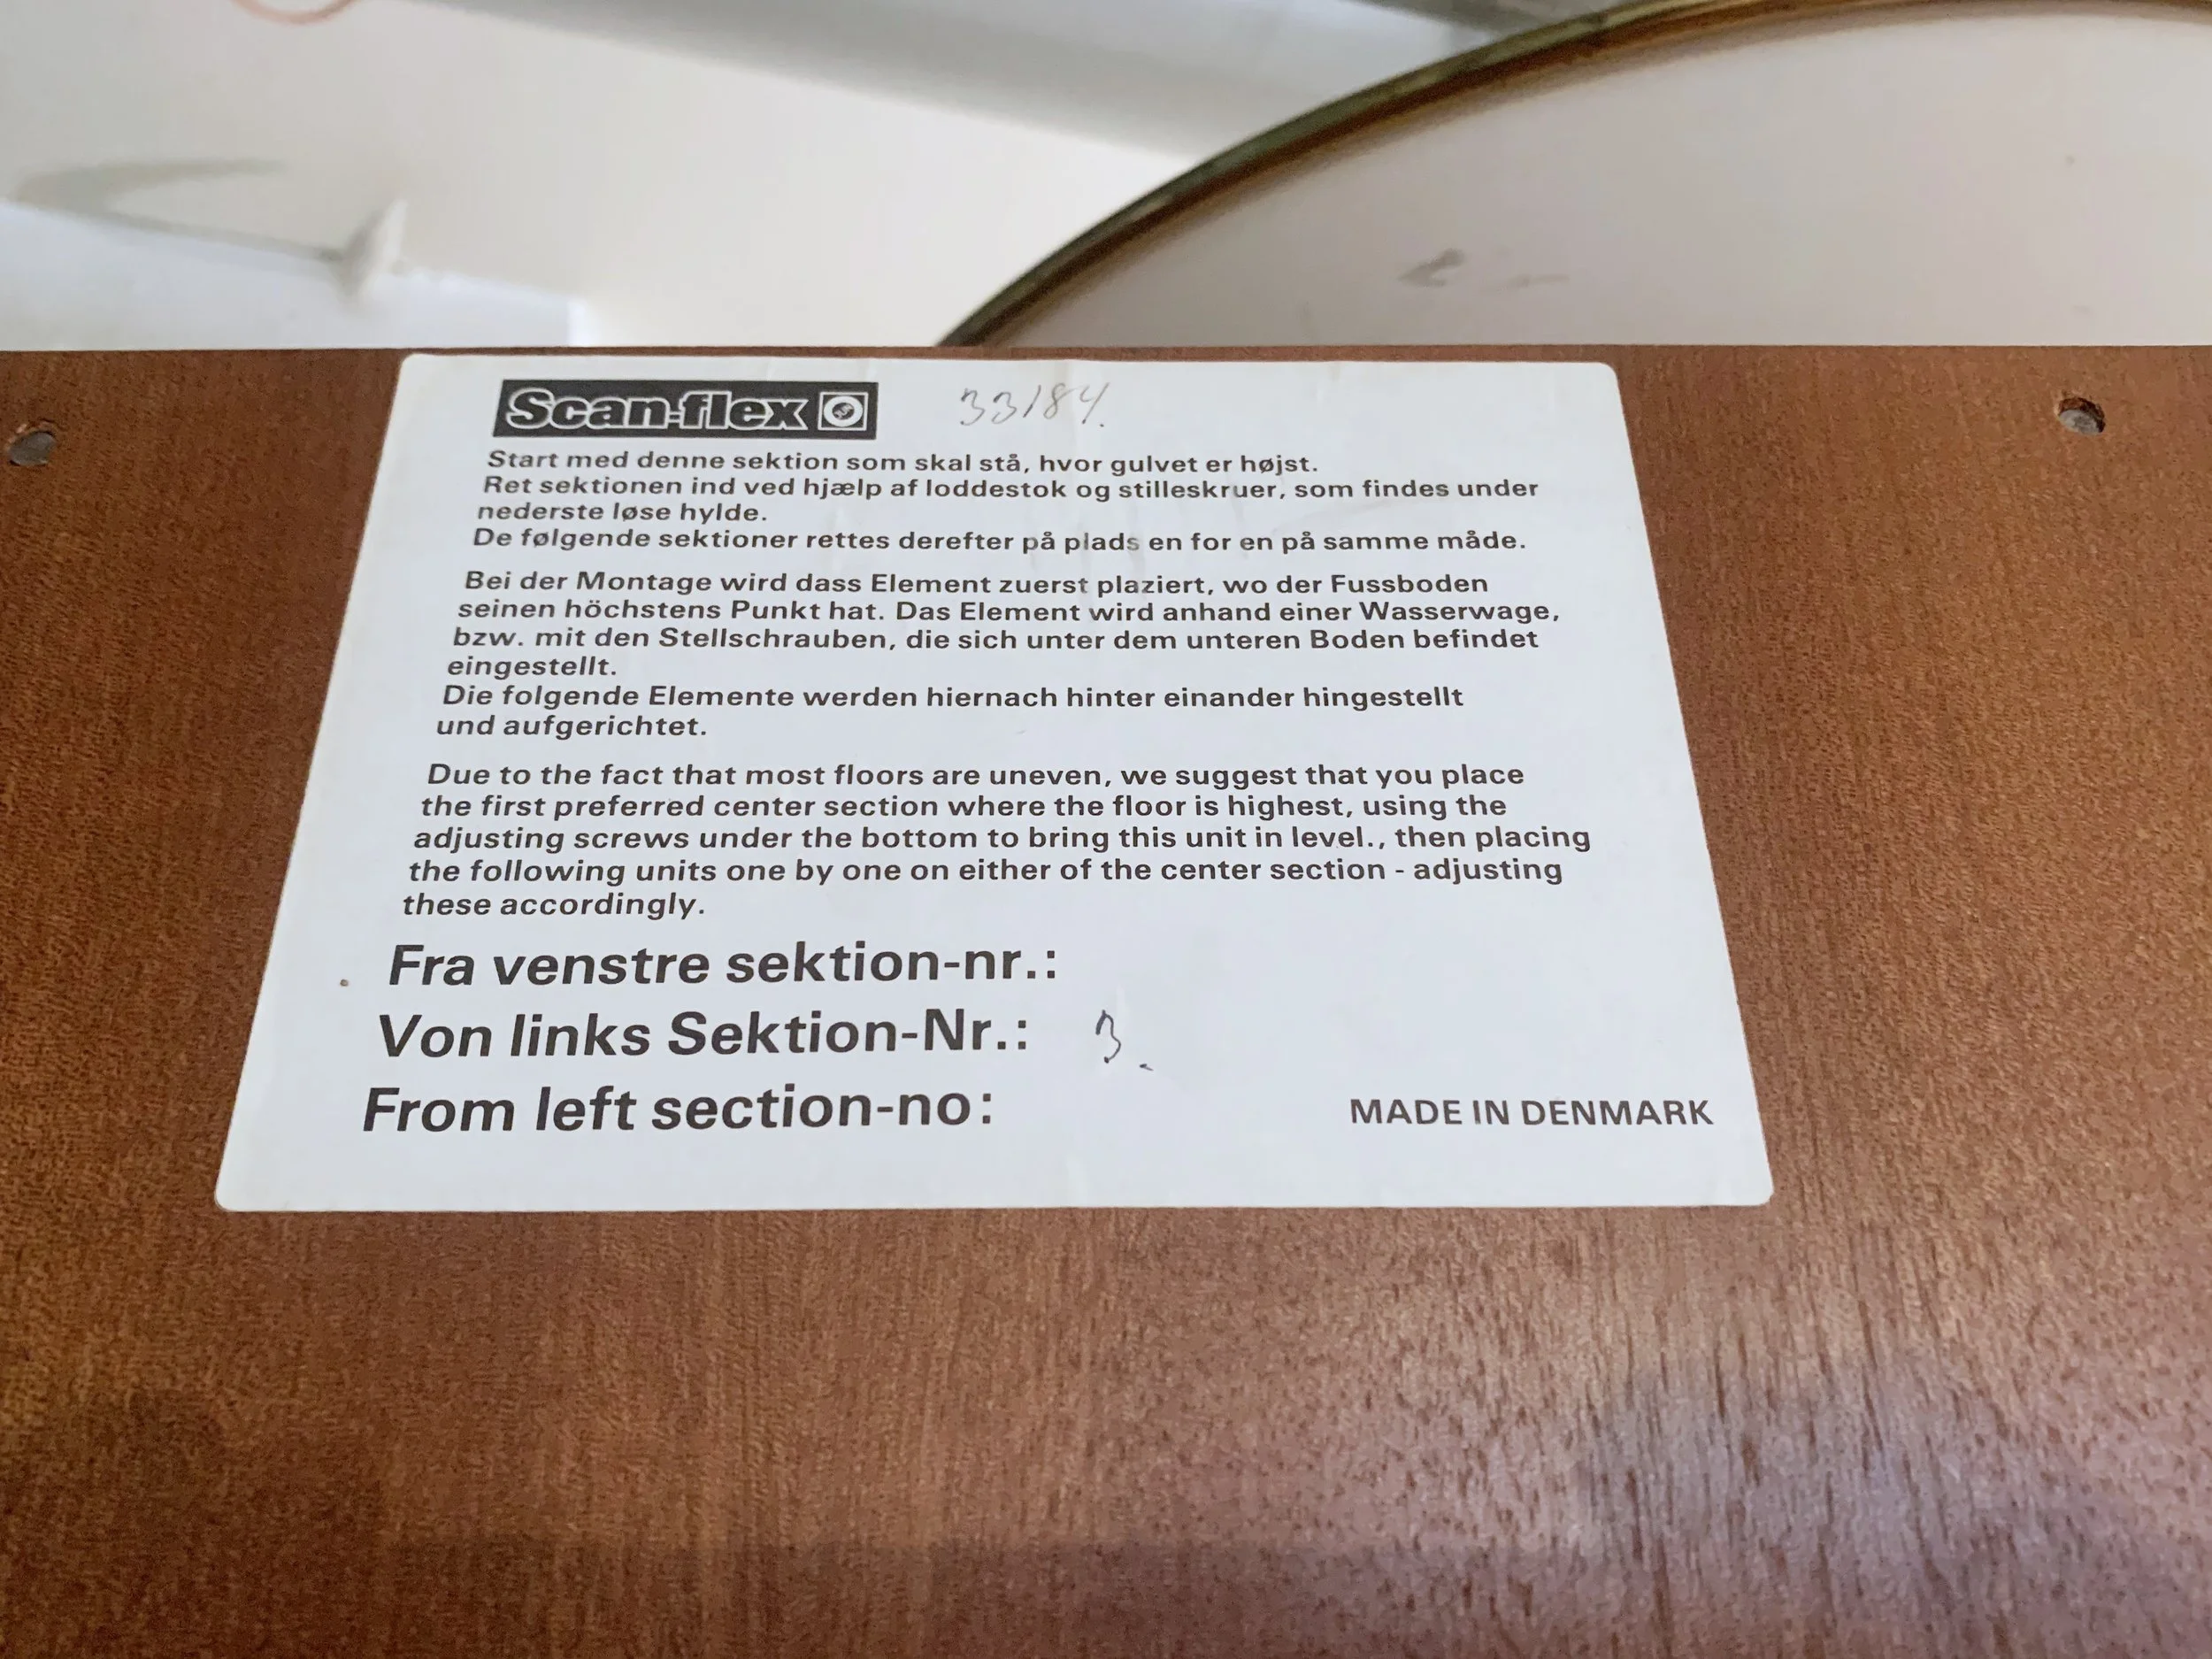 Scan-flex 33184.
Start med denne sektion som skal stå, hvor gulvet er højst.
Ret sektionen ind ved hjælp af loddestok og stilleskruer, som findes under
nederste løse hylde.
De følgende sektioner rettes derefter på plads en for en på samme måde.
Bei der Montage wird dass Element zuerst plaziert, wo der Fussboden
seinen höchstens Punkt hat. Das Element wird anhand einer Wasserwage,
bzw. mit den Stellschrauben, die sich unter dem unteren Boden befindet
eingestellt.
Die folgende Elemente werden hiernach hinter einander hingestellt
und aufgerichtet.
Due to the fact that most floors are uneven, we suggest that you place
the first preferred center section where the floor is highest, using the
adjusting screws under the bottom to bring this unit in level., then placing
the following units one by one on either of the center section - adjusting
these accordingly.
Fra venstre sektion-nr.:
Von links Sektion-Nr.: 3.
From left section-no:
MADE IN DENMARK